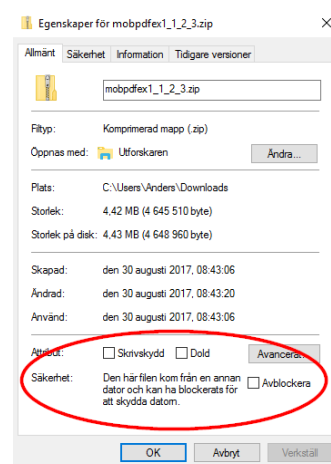 Egenskaper för mobpdfex1_1_2_3.zip
Allmänt Säkerhet Information Tidigare versioner
mobpdfex1_1_2_3.zip
Filtyp: Komprimerad mapp (.zip)
Öppnas med: Utforskaren Ändra...
Plats: C:\Users\Anders\Downloads
Storlek: 4,42 MB (4 645 510 byte)
Storlek på disk: 4,43 MB (4 648 960 byte)
Skapad: den 30 augusti 2017, 08:43:06
Ändrad: den 30 augusti 2017, 08:43:20
Använd: den 30 augusti 2017, 08:43:06
Attribut: Skrivskydd Dold Avancerat...
Säkerhet: Den här filen kom från en annan
dator och kan ha blockerats för Avblockera
att skydda datorn.
OK Avbryt Verkställ